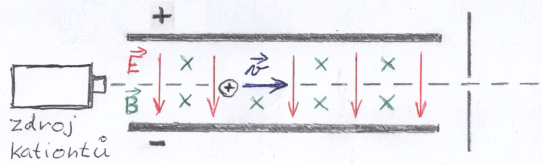 +
E⃗
v⃗
B⃗
zdroj
kationtů
−